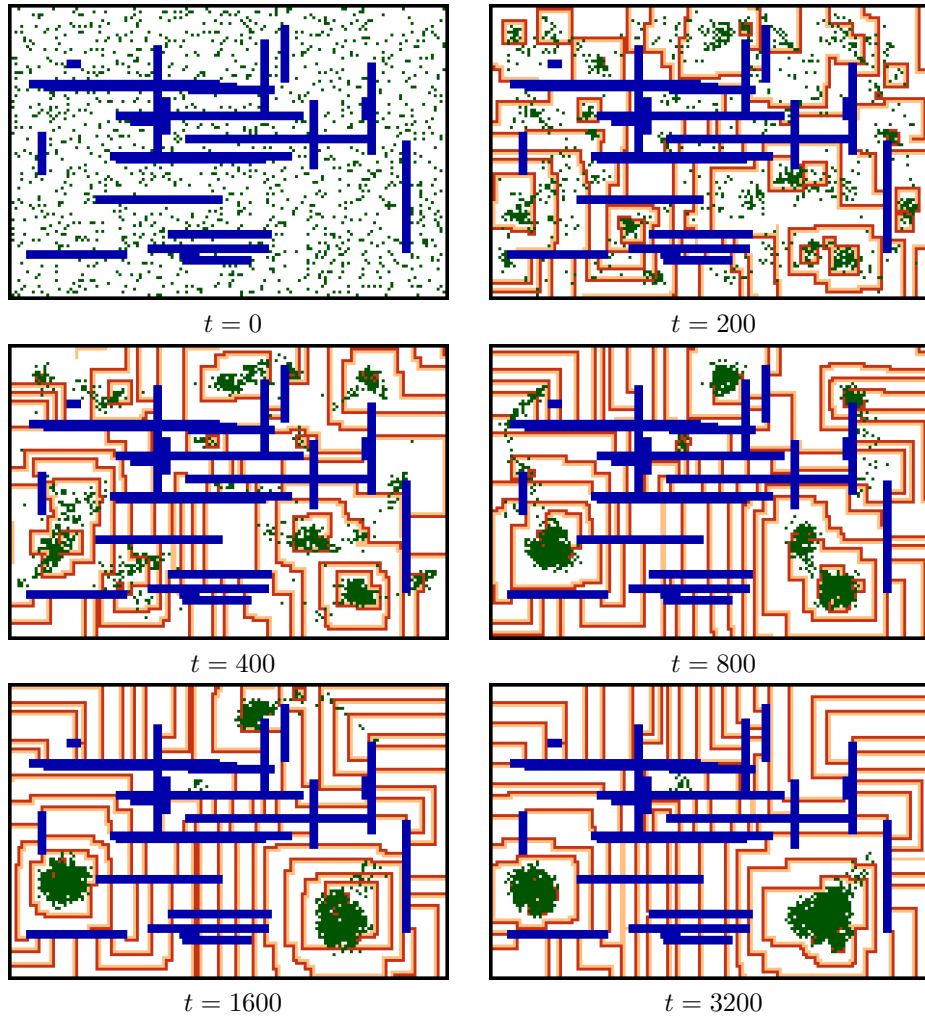 t = 0
t = 200
t = 400
t = 800
t = 1600
t = 3200